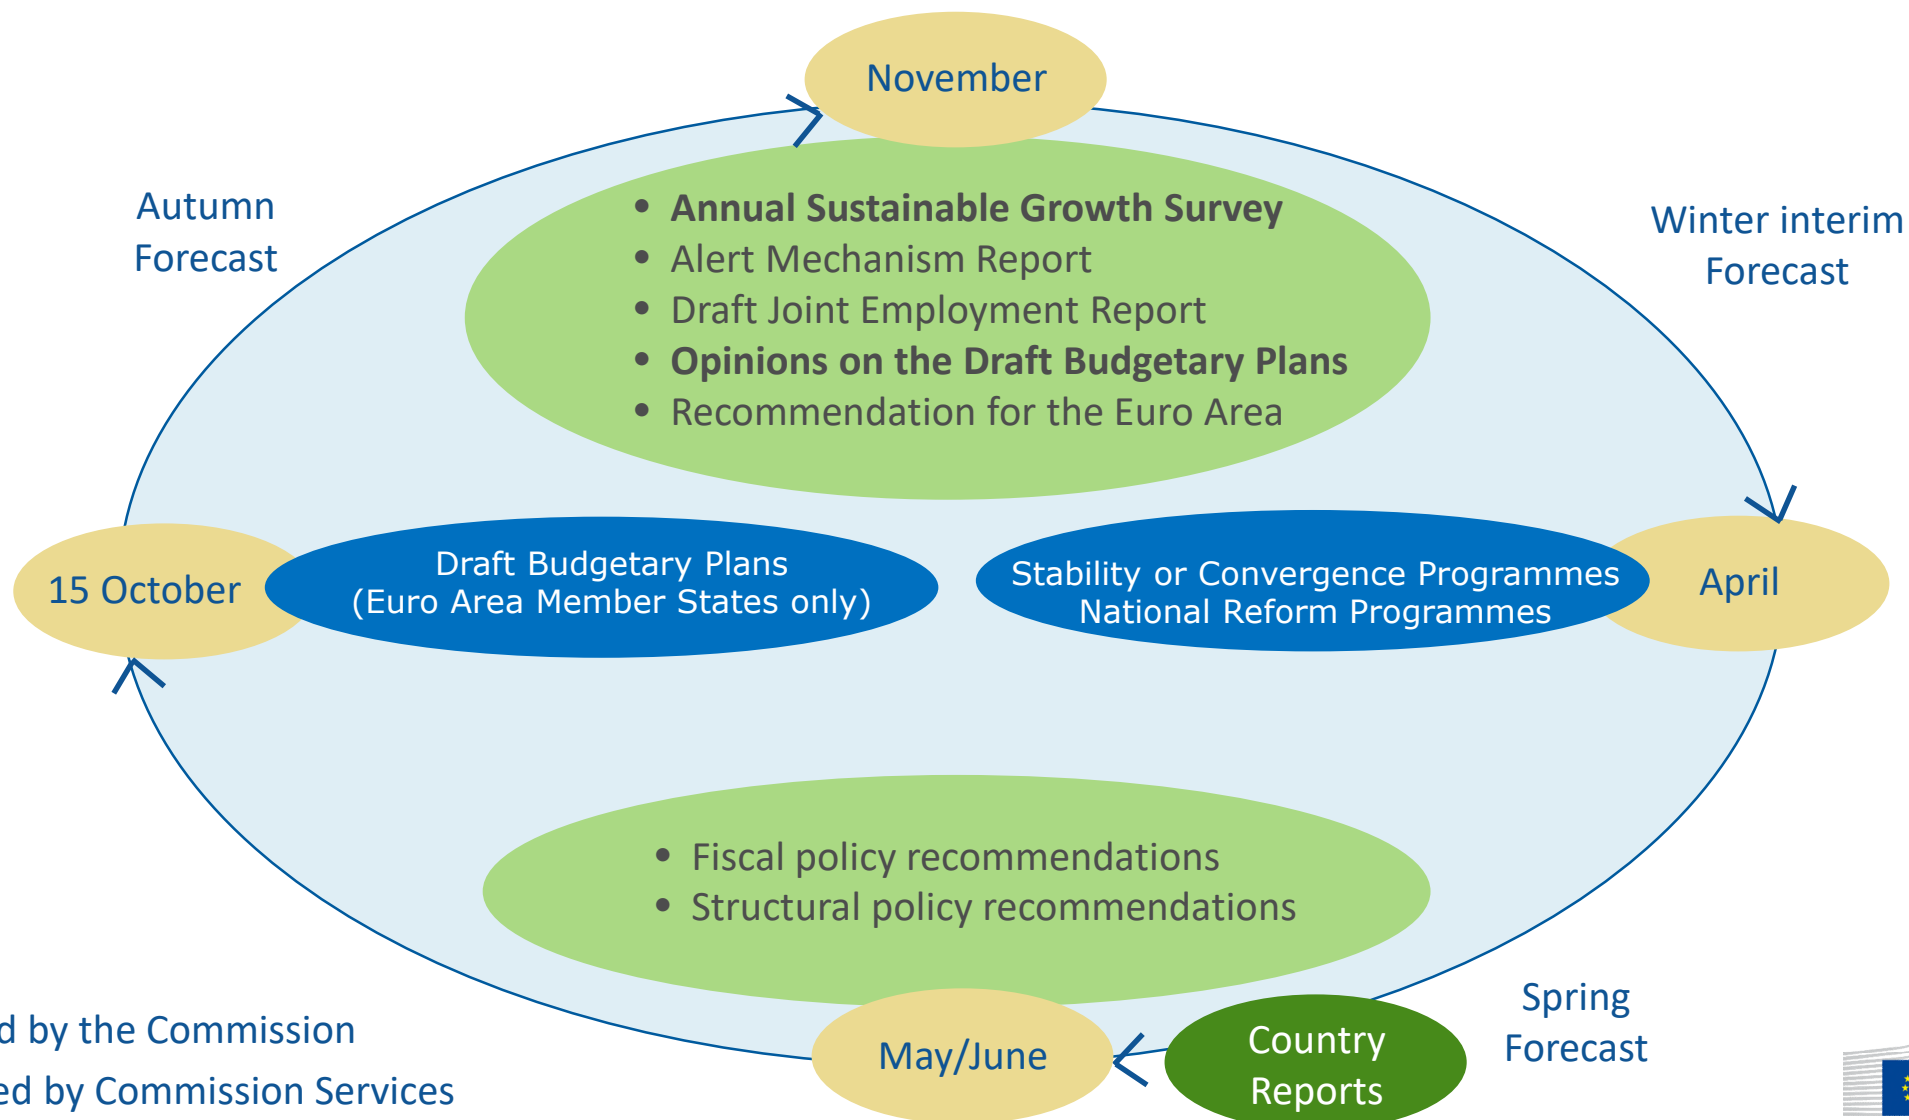 November
Autumn
Forecast
• Annual Sustainable Growth Survey
• Alert Mechanism Report
• Draft Joint Employment Report
• Opinions on the Draft Budgetary Plans
• Recommendation for the Euro Area
Winter interim
Forecast
15 October
Draft Budgetary Plans
(Euro Area Member States only)
Stability or Convergence Programmes
National Reform Programmes
April
• Fiscal policy recommendations
• Structural policy recommendations
Spring
Forecast
Country
Reports
May/June
by the Commission
by Commission Services